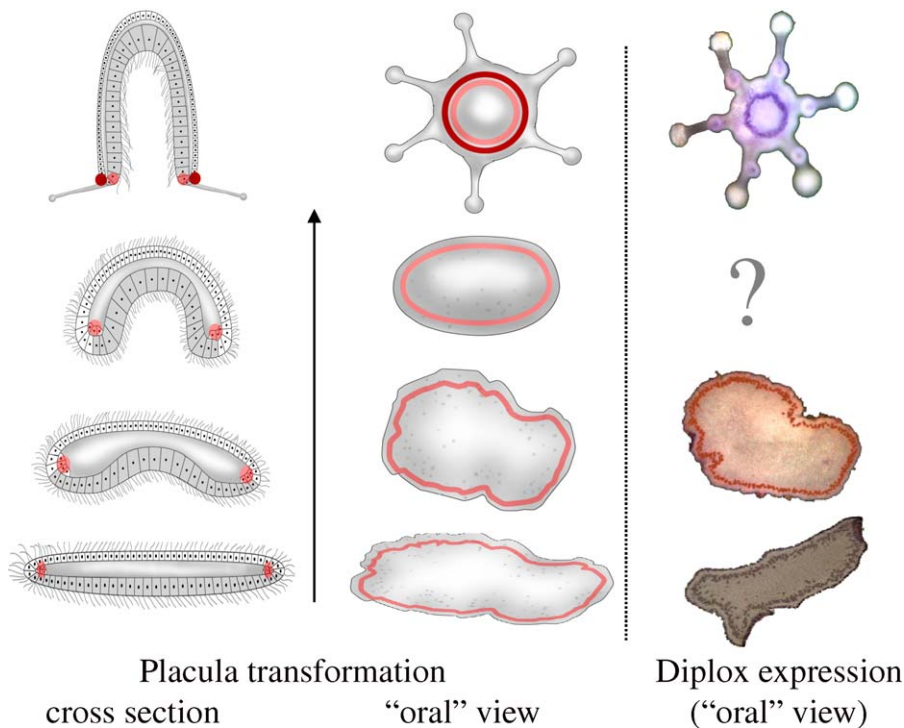 ?
Placula transformation
Diplox expression
cross section
“oral” view
(“oral” view)